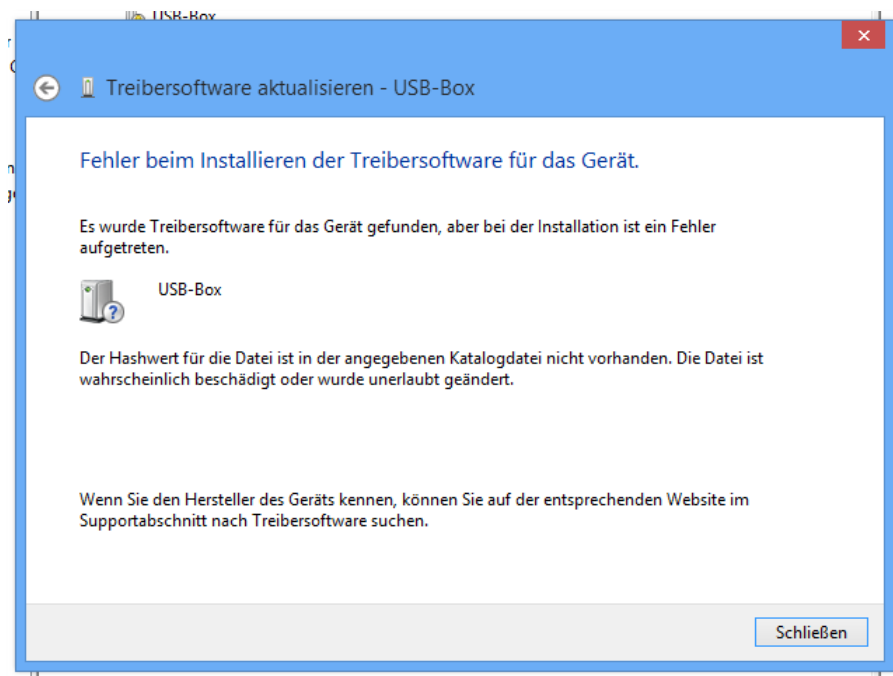 USB-Box
Treibersoftware aktualisieren - USB-Box
Fehler beim Installieren der Treibersoftware für das Gerät.
Es wurde Treibersoftware für das Gerät gefunden, aber bei der Installation ist ein Fehler
aufgetreten.
USB-Box
Der Hashwert für die Datei ist in der angegebenen Katalogdatei nicht vorhanden. Die Datei ist
wahrscheinlich beschädigt oder wurde unerlaubt geändert.
Wenn Sie den Hersteller des Geräts kennen, können Sie auf der entsprechenden Website im
Supportabschnitt nach Treibersoftware suchen.
Schließen